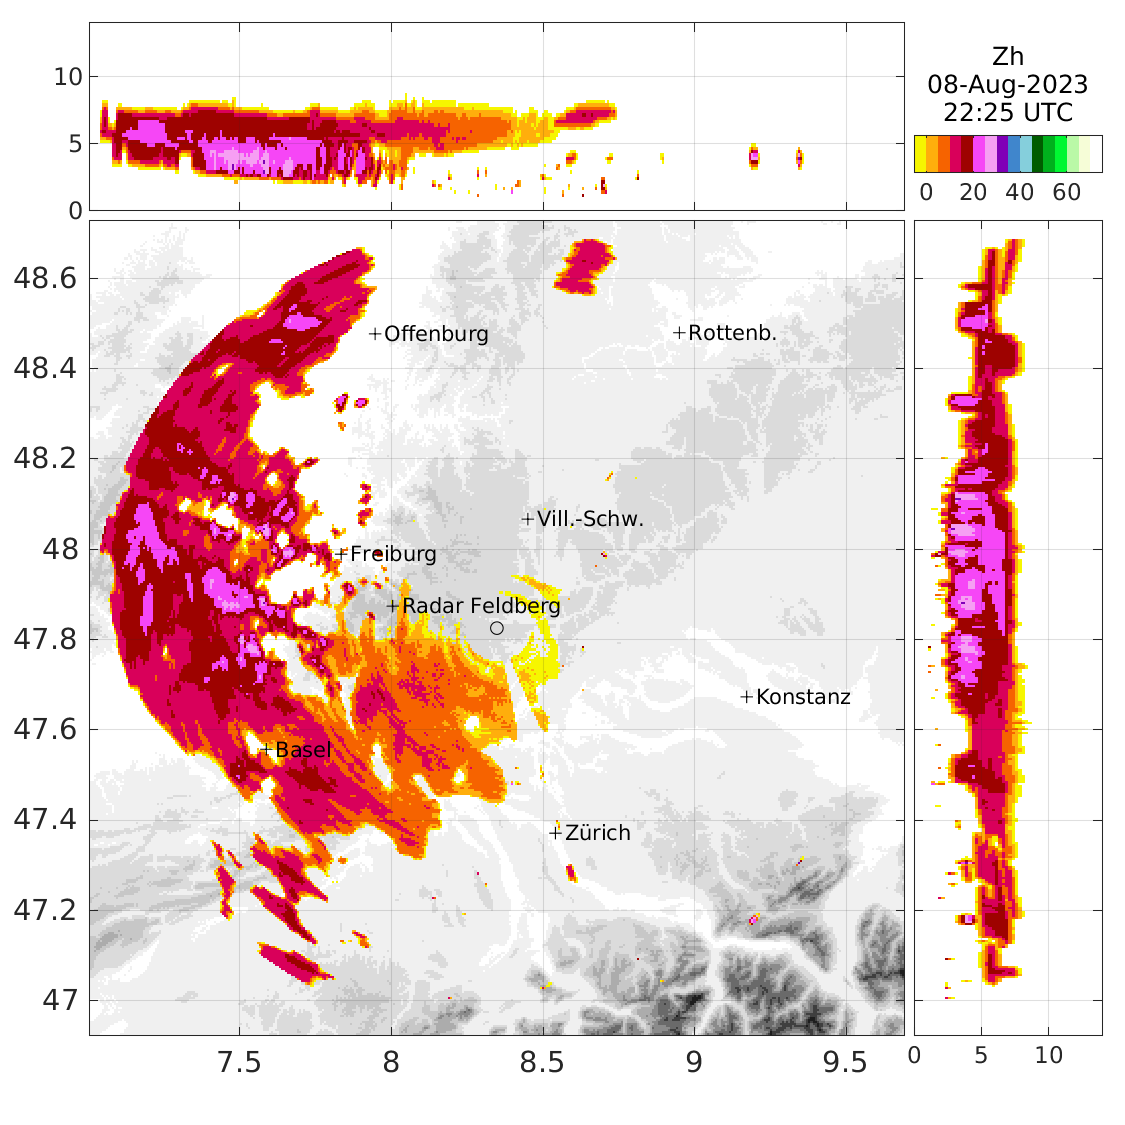 Zh
08-Aug-2023
22:25 UTC
0 20 40 60
10
5
0
48.6
48.4
48.2
48
47.8
47.6
47.4
47.2
47
+Offenburg
+Rottenb.
+Vill.-Schw.
+Freiburg
+Radar Feldberg
+Konstanz
+Basel
+Zürich
7.5 8 8.5 9 9.5
0 5 10